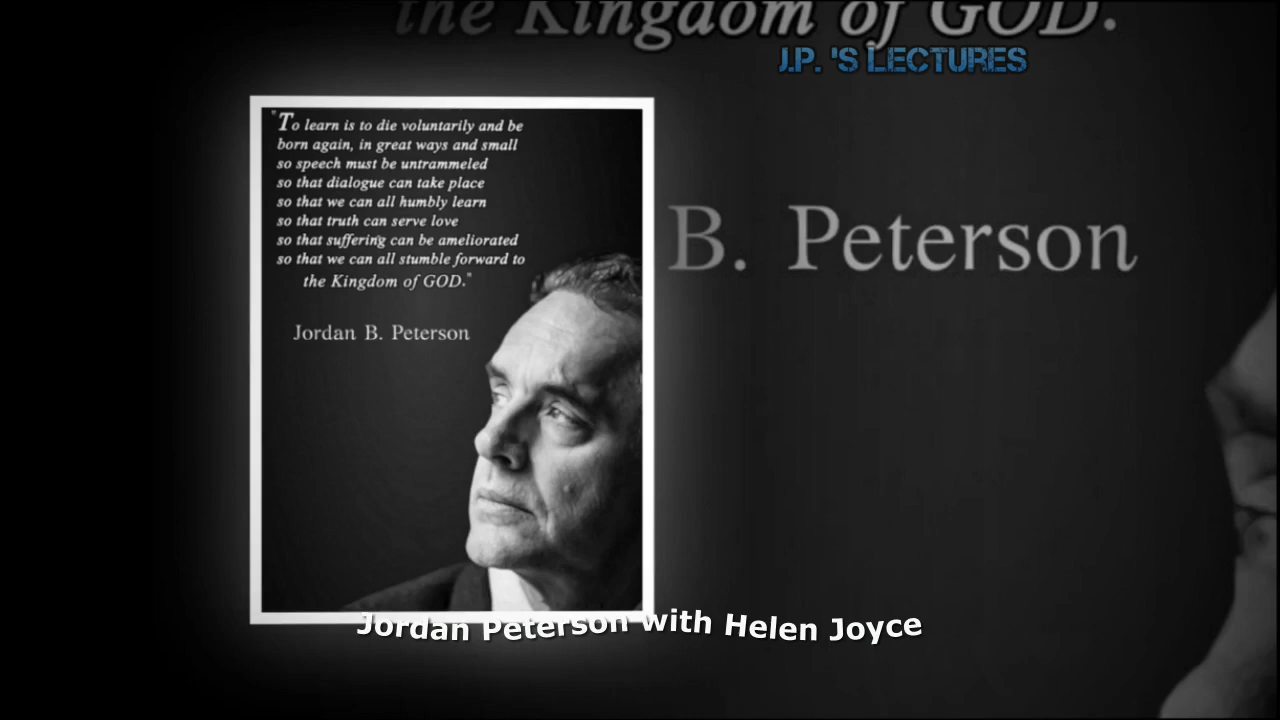 the Kingdom of GOD.
J.P. 'S LECTURES
"To learn is to die voluntarily and be
born again, in great ways and small
so speech must be untrammeled
so that dialogue can take place
so that we can all humbly learn
so that truth can serve love
so that suffering can be ameliorated
so that we can all stumble forward to
the Kingdom of GOD."
Jordan B. Peterson
B. Peterson
Jordan Peterson with Helen Joyce